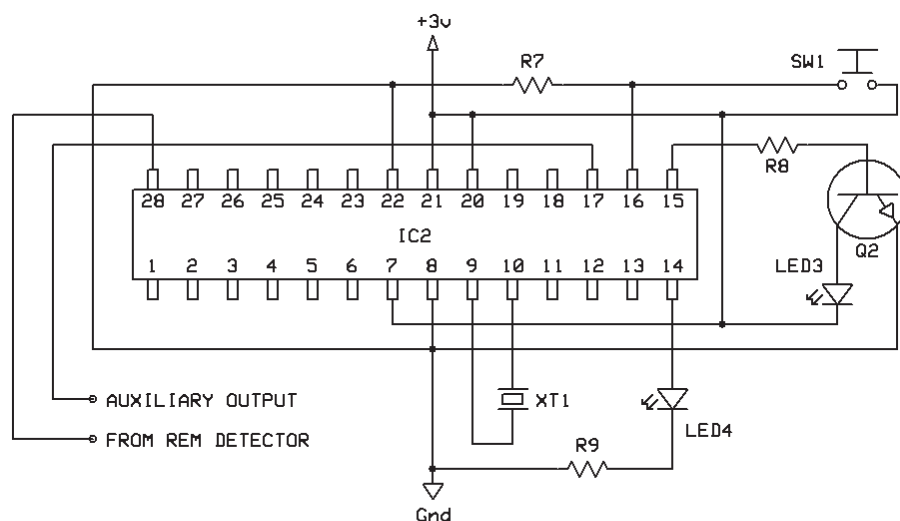 +3v
R7
SW1
R8
28 27 26 25 24 23 22 21 20 19 18 17 16 15
IC2
Q2
1 2 3 4 5 6 7 8 9 10 11 12 13 14
LED3
AUXILIARY OUTPUT
XT1
LED4
FROM REM DETECTOR
R9
Gnd